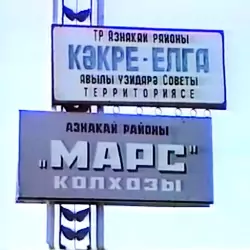 ТР Азнакай районы
КӘКРЕ-ЕЛГА
авылы үзидарә Советы
ТЕРРИТОРИЯСЕ
АЗНАКАЙ РАЙОНЫ
„МАРС"
КОЛХОЗЫ